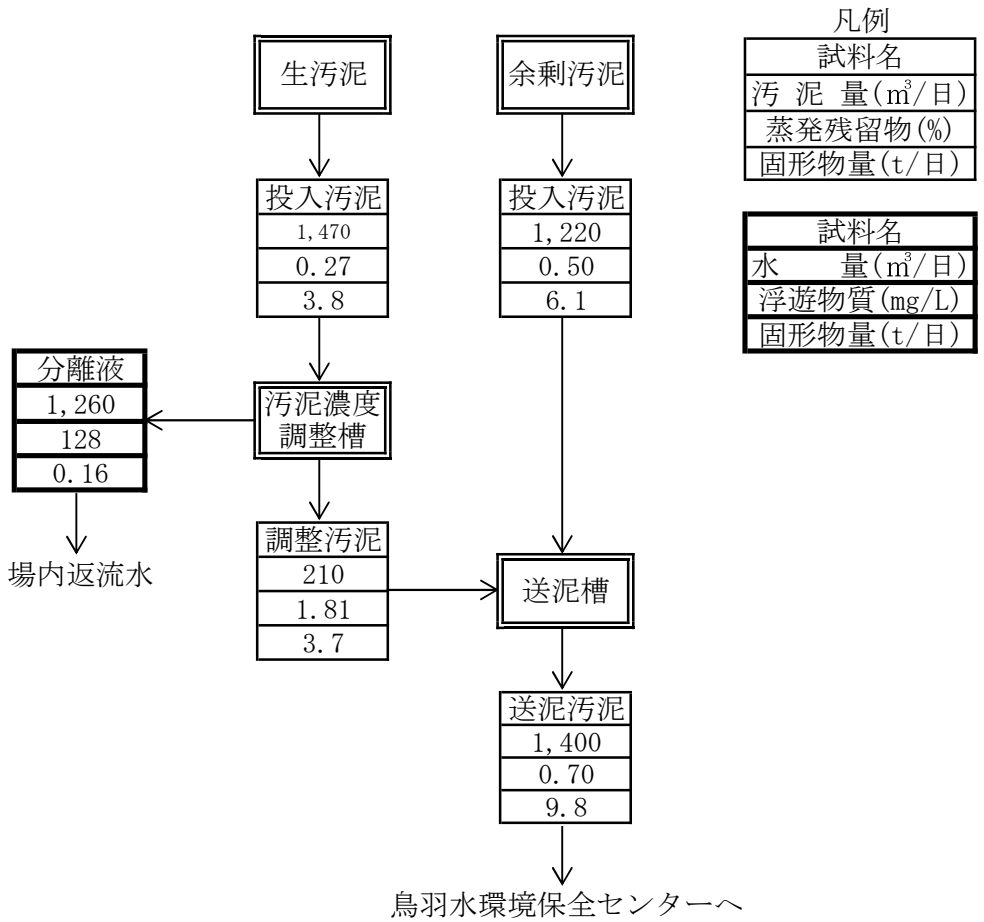 凡例
試料名
汚 泥 量(㎥/日)
蒸発残留物(%)
固形物量(t/日)
試料名
水 量(㎥/日)
浮遊物質(mg/L)
固形物量(t/日)
生汚泥
余剰汚泥
投入汚泥
1,470
0.27
3.8
投入汚泥
1,220
0.50
6.1
分離液
1,260
128
0.16
場内返流水
汚泥濃度
調整槽
調整汚泥
210
1.81
3.7
送泥槽
送泥汚泥
1,400
0.70
9.8
鳥羽水環境保全センターへ